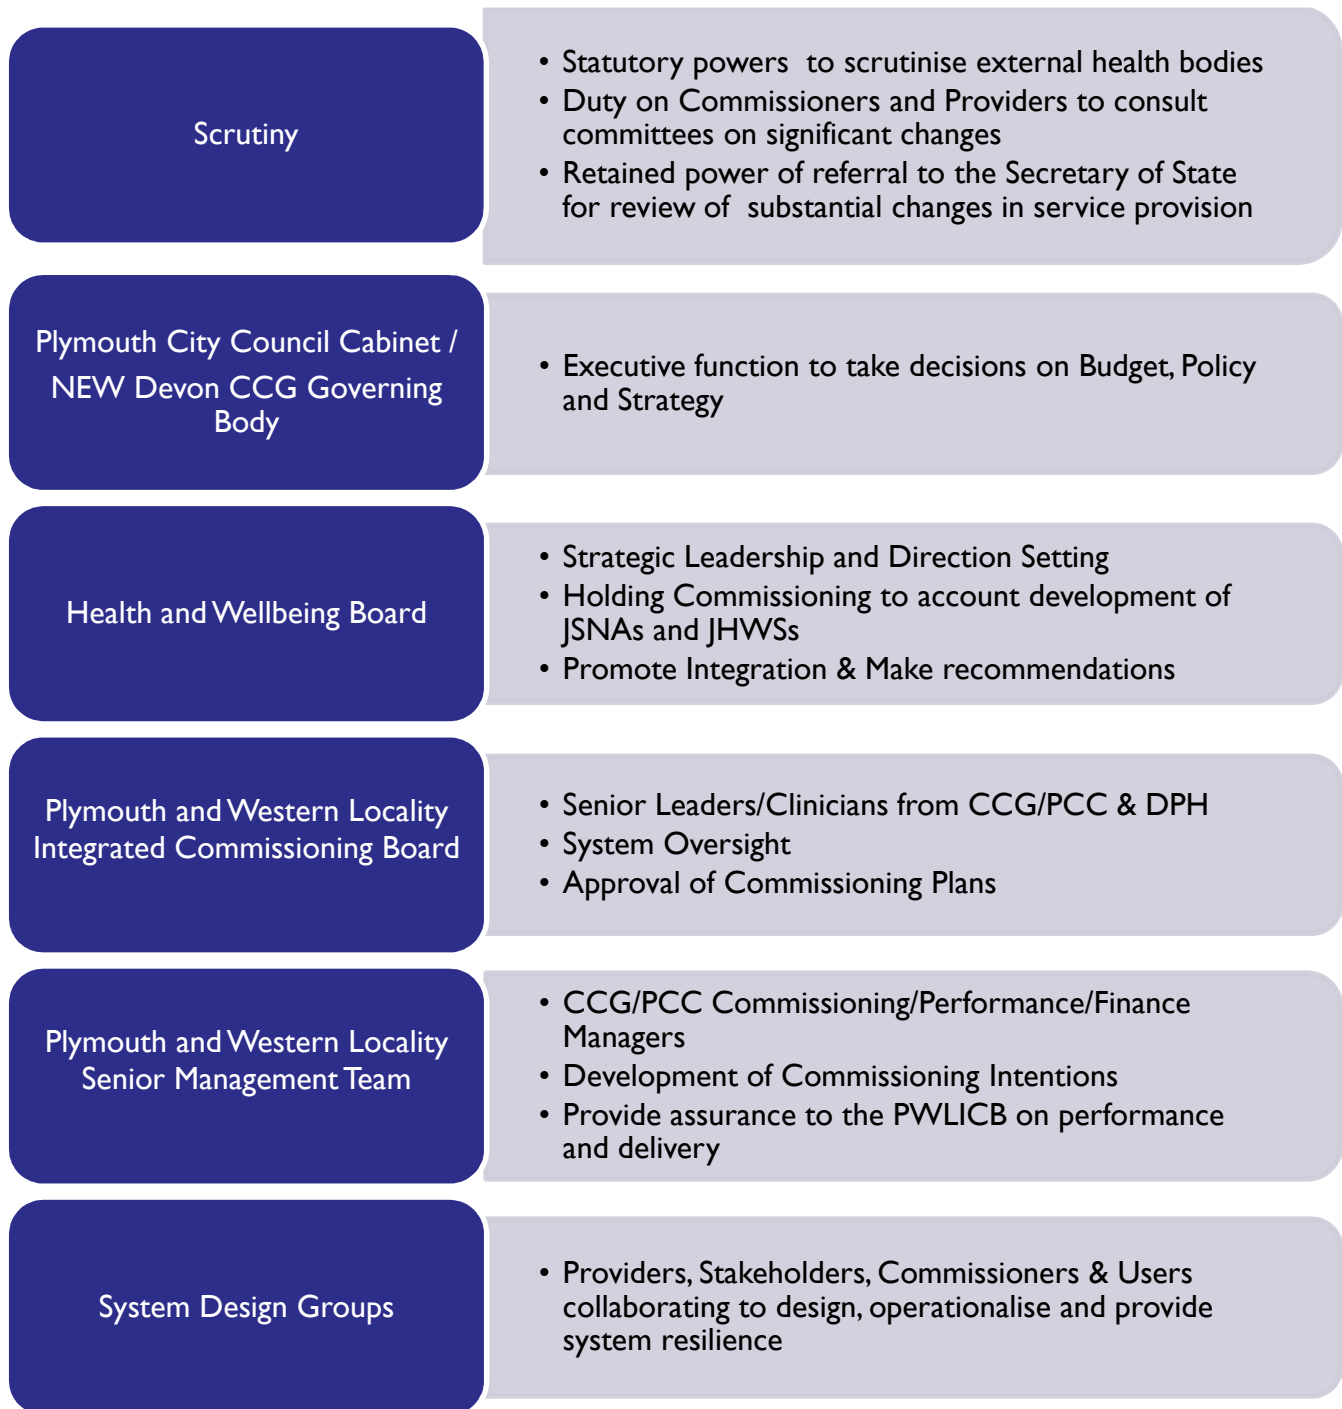 Scrutiny
• Statutory powers to scrutinise external health bodies
• Duty on Commissioners and Providers to consult
committees on significant changes
• Retained power of referral to the Secretary of State
for review of substantial changes in service provision
Plymouth City Council Cabinet /
NEW Devon CCG Governing
Body
• Executive function to take decisions on Budget, Policy
and Strategy
Health and Wellbeing Board
• Strategic Leadership and Direction Setting
• Holding Commissioning to account development of
JSNAs and JHWSs
• Promote Integration & Make recommendations
Plymouth and Western Locality
Integrated Commissioning Board
• Senior Leaders/Clinicians from CCG/PCC & DPH
• System Oversight
• Approval of Commissioning Plans
Plymouth and Western Locality
Senior Management Team
• CCG/PCC Commissioning/Performance/Finance
Managers
• Development of Commissioning Intentions
• Provide assurance to the PWLICB on performance
and delivery
System Design Groups
• Providers, Stakeholders, Commissioners & Users
collaborating to design, operationalise and provide
system resilience